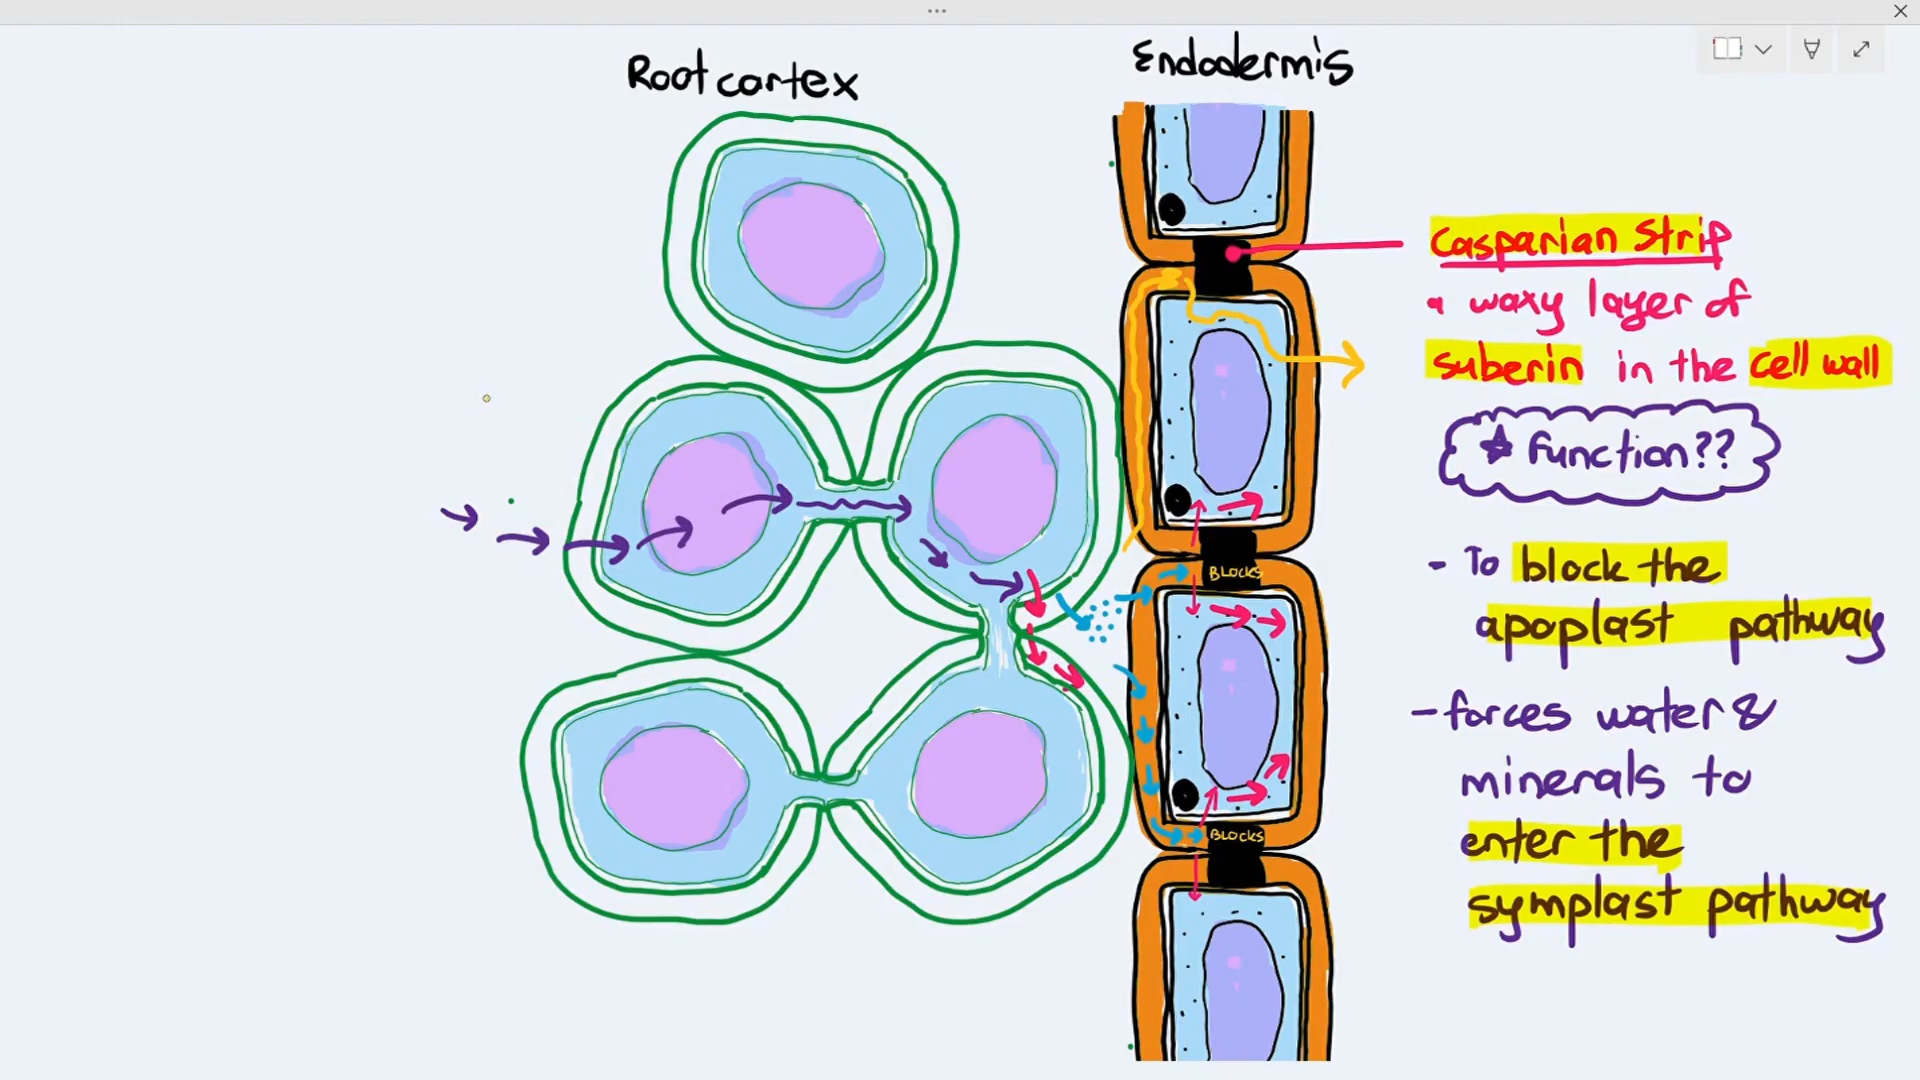 Root cortex
Endodermis
Casparian Strip
a waxy layer of
suberin in the cell wall
★ function??
- To block the
apoplast pathway
- forces water &
minerals to
enter the
symplast pathway
BLOCKS
BLOCKS